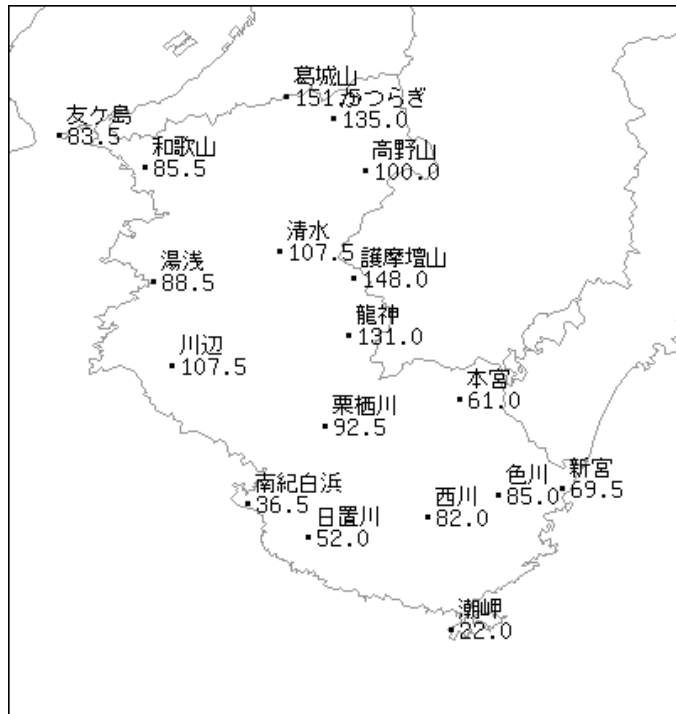 葛城山
151.5
かつらぎ
135.0
友ケ島
83.5
和歌山
85.5
高野山
100.0
清水
107.5
護摩壇山
148.0
湯浅
88.5
龍神
131.0
川辺
107.5
本宮
61.0
栗栖川
92.5
新宮
69.5
色川
85.0
南紀白浜
36.5
西川
82.0
日置川
52.0
潮岬
22.0